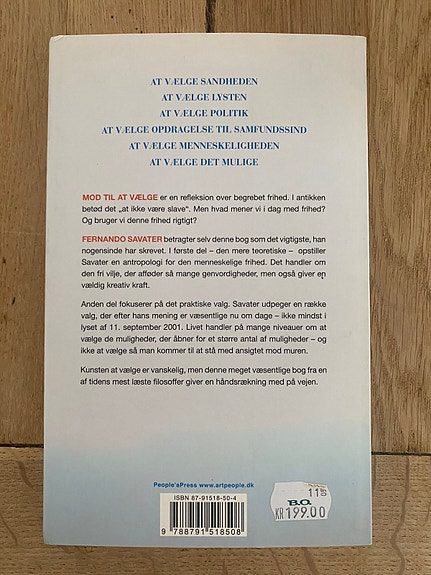 AT VÆLGE SANDHEDEN
AT VÆLGE LYSTEN
AT VÆLGE POLITIK
AT VÆLGE OPDRAGELSE TIL SAMFUNDSSIND
AT VÆLGE MENNESKELIGHEDEN
AT VÆLGE DET MULIGE
MOD TIL AT VÆLGE er en refleksion over begrebet frihed. I antikken
betød det „at ikke være slave”. Men hvad mener vi i dag med frihed?
Og bruger vi denne frihed rigtigt?
FERNANDO SAVATER betragter selv denne bog som det vigtigste, han
nogensinde har skrevet. I første del – den mere teoretiske – opstiller
Savater en antropologi for den menneskelige frihed. Det handler om
den fri vilje, der afføder så mange genvordigheder, men også giver en
vældig kreativ kraft.
Anden del fokuserer på det praktiske valg. Savater udpeger en række
valg, der efter hans mening er væsentlige nu om dage – ikke mindst i
lyset af 11. september 2001. Livet handler på mange niveauer om at
vælge de muligheder, der åbner for et større antal af muligheder – og
ikke at vælge så man kommer til at stå med ansigtet mod muren.
Kunsten at vælge er vanskelig, men denne meget væsentlige bog fra en
af tidens mest læste filosoffer giver en håndsrækning med på vejen.
People'sPress www.artpeople.dk
ISBN 87-91518-50-4
9 788791 518508
B.O.
KR 199.00